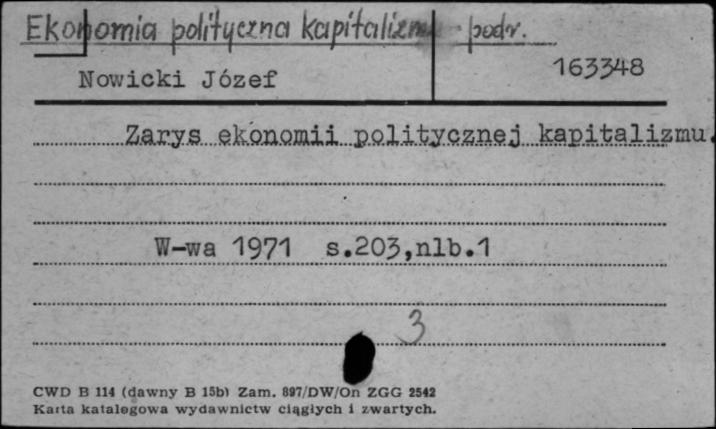 Ekonomia polityczna kapitalizmu - podr.
Nowicki Józef
163348
Zarys ekonomii politycznej kapitalizmu.
W-wa 1971 s.203,nlb.1
3
CWD B 114 (dawny B 15b) Zam. 897/DW/On ZGG 2542
Karta katalogowa wydawnictw ciągłych i zwartych.